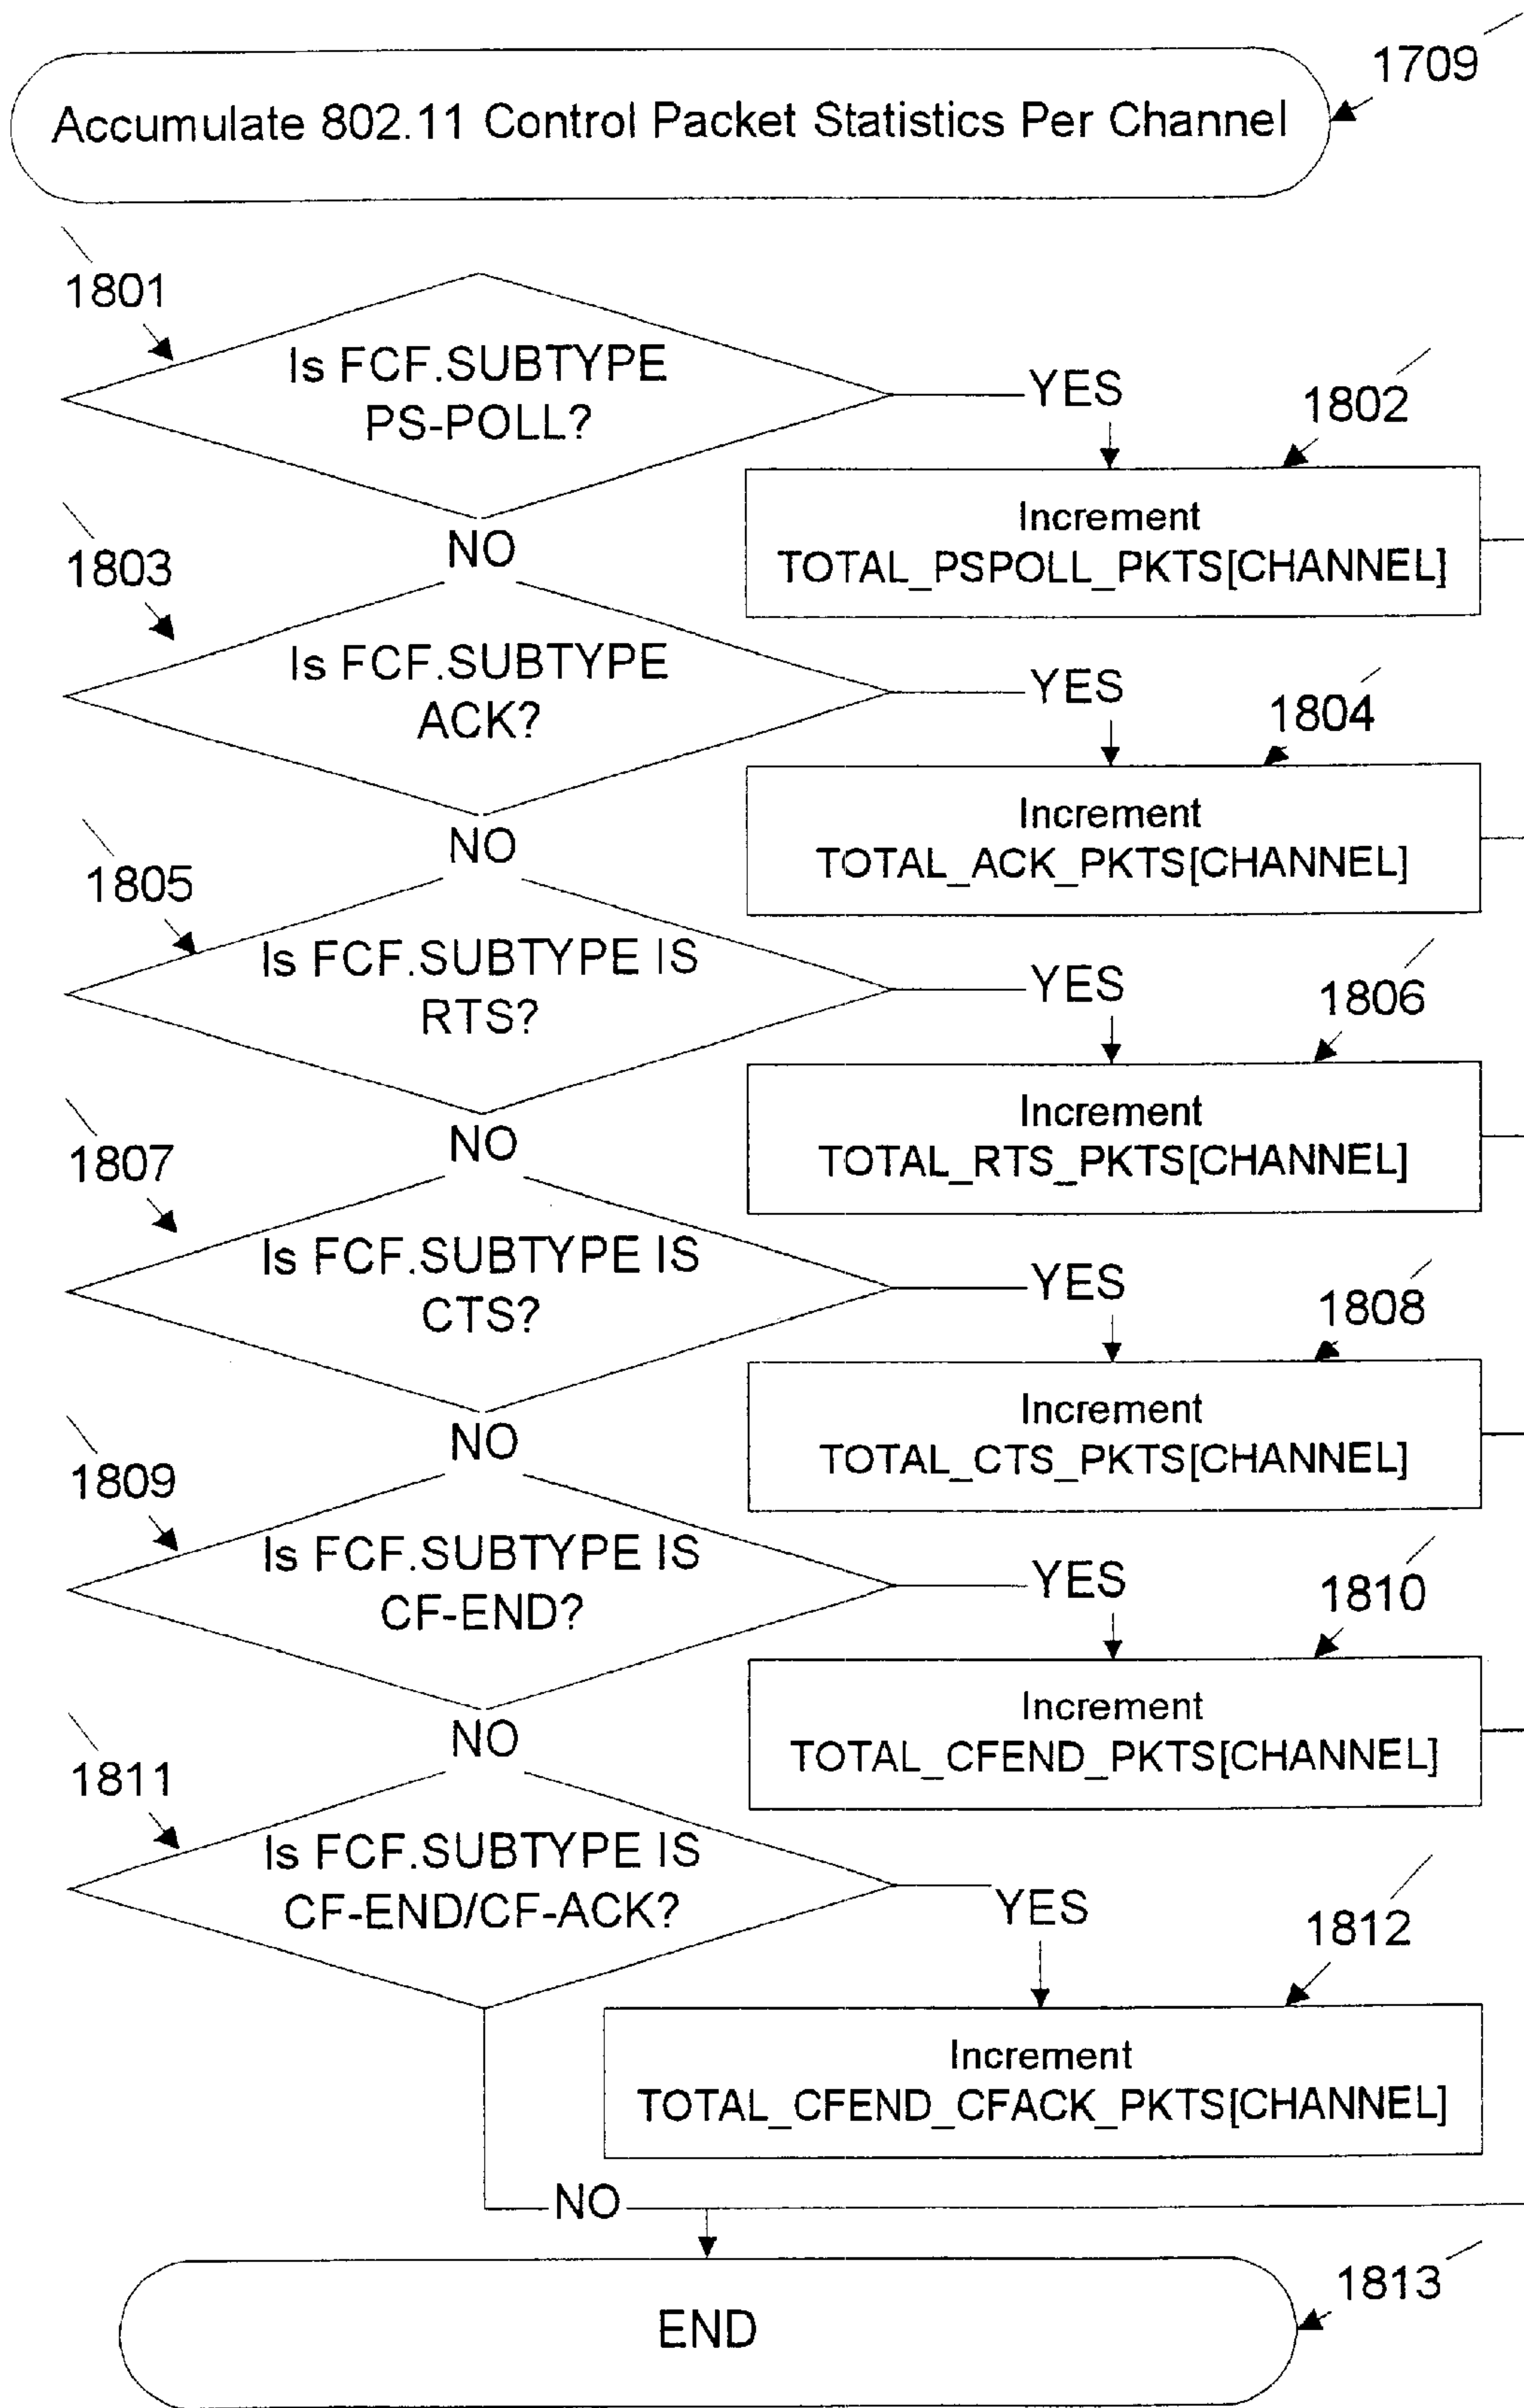 1709
Accumulate 802.11 Control Packet Statistics Per Channel
1801
Is FCF.SUBTYPE
PS-POLL?
YES
1802
Increment
TOTAL_PSPOLL_PKTS[CHANNEL]
NO
1803
Is FCF.SUBTYPE
ACK?
YES
1804
Increment
TOTAL_ACK_PKTS[CHANNEL]
NO
1805
Is FCF.SUBTYPE IS
RTS?
YES
1806
Increment
TOTAL_RTS_PKTS[CHANNEL]
NO
1807
Is FCF.SUBTYPE IS
CTS?
YES
1808
Increment
TOTAL_CTS_PKTS[CHANNEL]
NO
1809
Is FCF.SUBTYPE IS
CF-END?
YES
1810
Increment
TOTAL_CFEND_PKTS[CHANNEL]
NO
1811
Is FCF.SUBTYPE IS
CF-END/CF-ACK?
YES
1812
Increment
TOTAL_CFEND_CFACK_PKTS[CHANNEL]
NO
1813
END